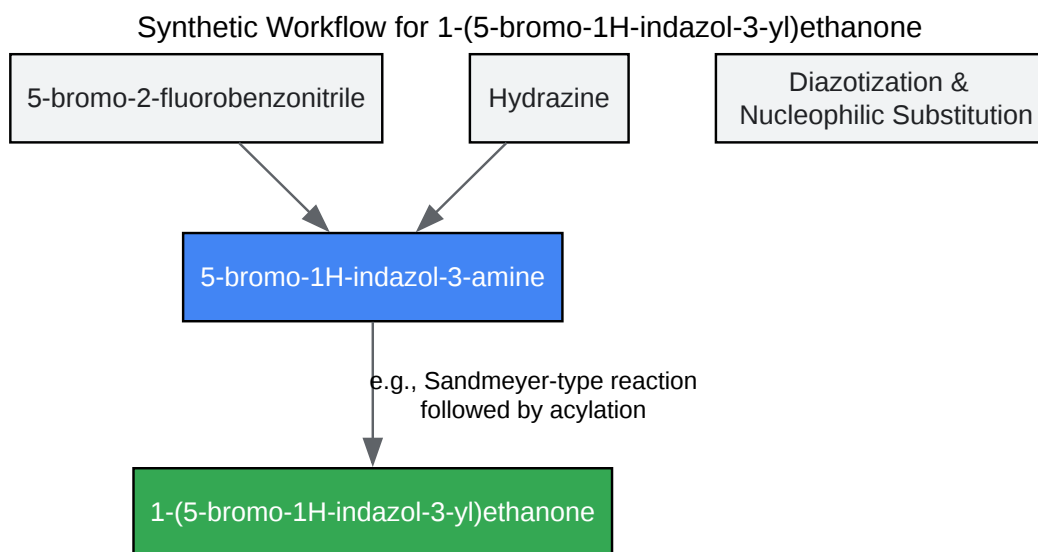 Synthetic Workflow for 1-(5-bromo-1H-indazol-3-yl)ethanone
5-bromo-2-fluorobenzonitrile
Hydrazine
Diazotization &
Nucleophilic Substitution
5-bromo-1H-indazol-3-amine
e.g., Sandmeyer-type reaction
followed by acylation
1-(5-bromo-1H-indazol-3-yl)ethanone